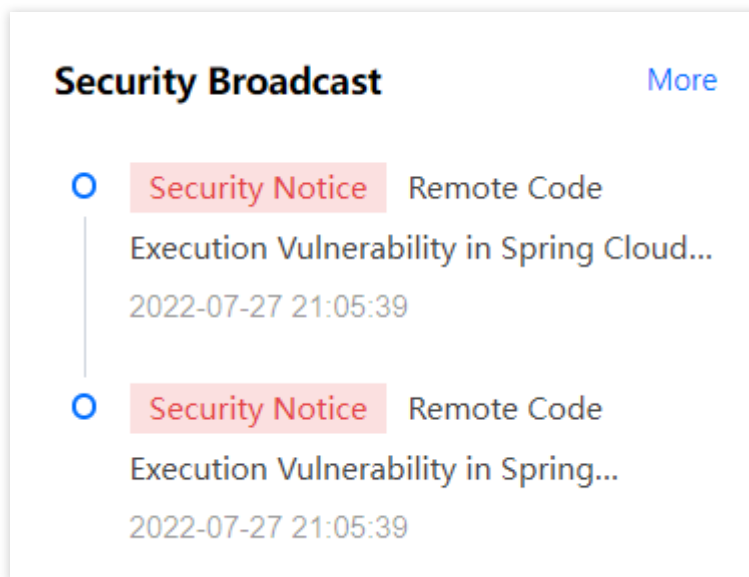 Security Broadcast More
Security Notice Remote Code
Execution Vulnerability in Spring Cloud...
2022-07-27 21:05:39
Security Notice Remote Code
Execution Vulnerability in Spring...
2022-07-27 21:05:39